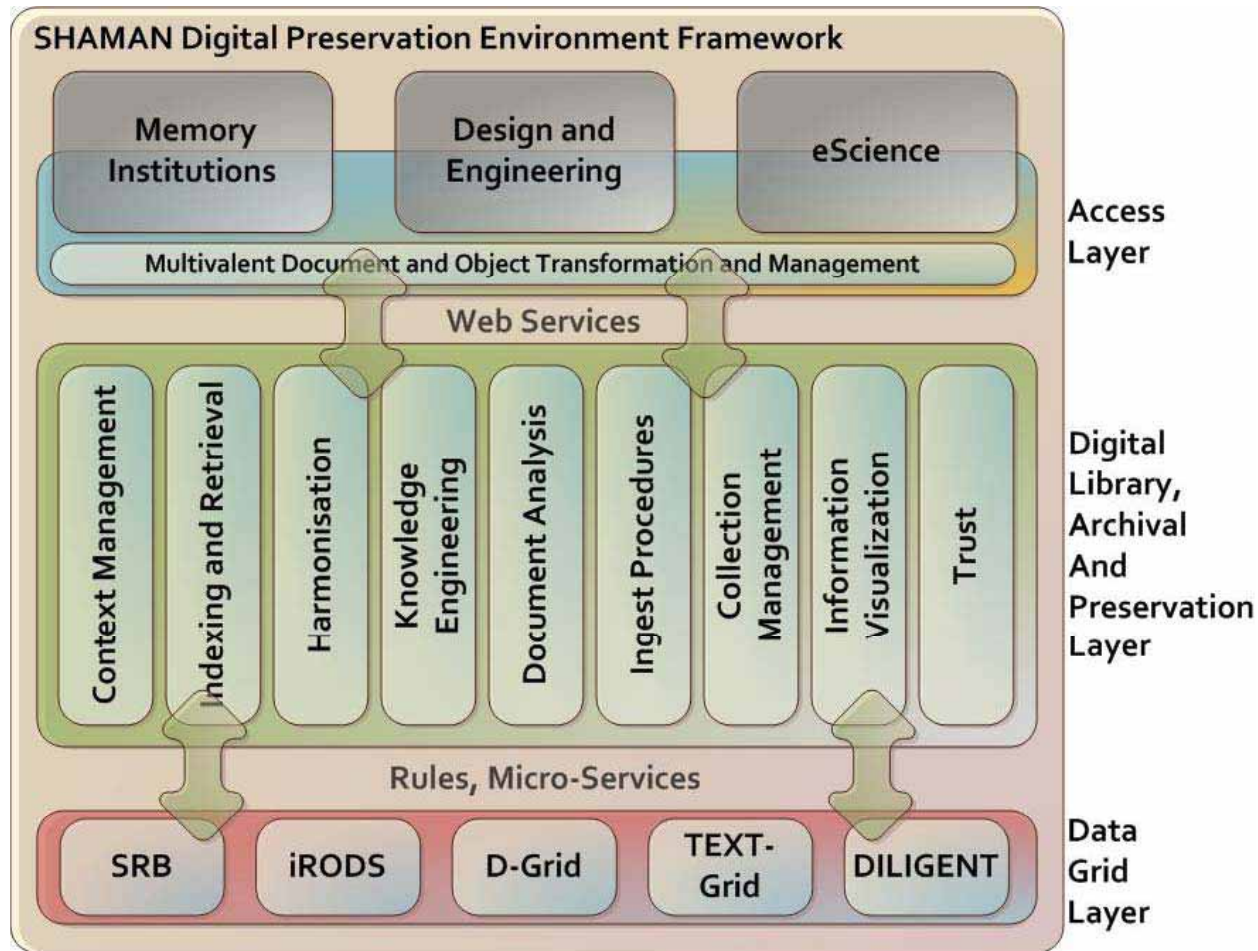 SHAMAN Digital Preservation Environment Framework
Memory
Institutions
Design and
Engineering
eScience
Access
Layer
Multivalent Document and Object Transformation and Management
Web Services
Context Management
Indexing and Retrieval
Harmonisation
Knowledge
Engineering
Document Analysis
Ingest Procedures
Collection
Management
Information
Visualization
Trust
Digital
Library,
Archival
And
Preservation
Layer
Rules, Micro-Services
SRB
iRODS
D-Grid
TEXT-
Grid
DILIGENT
Data
Grid
Layer